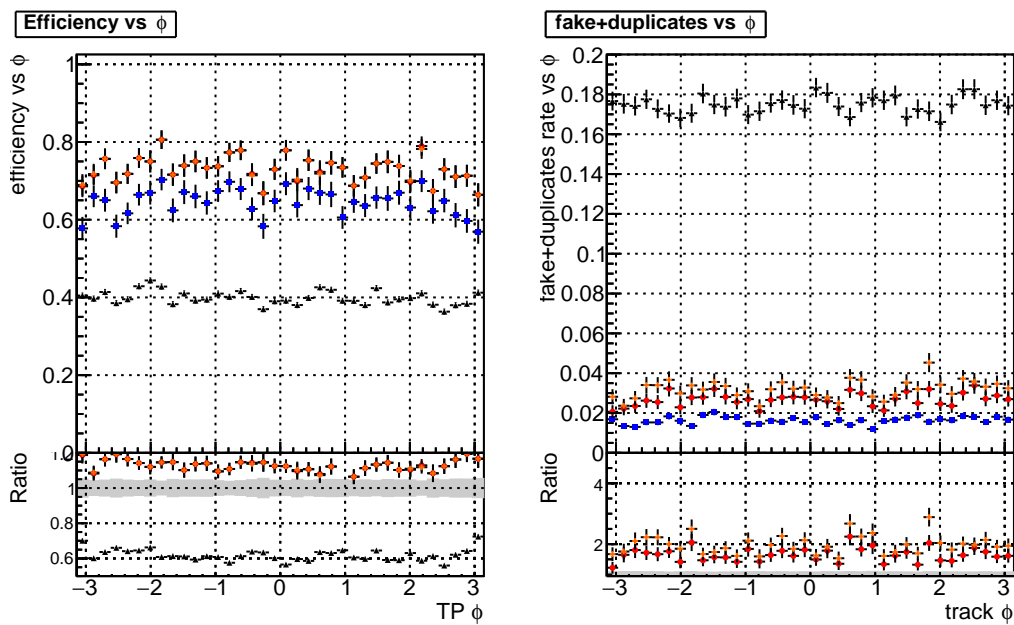 Efficiency vs ϕ
efficiency vs ϕ
1
0.8
0.6
0.4
0.2
0
Ratio
1
0.8
0.6
−3 −2 −1 0 1 2 3
TP ϕ
fake+duplicates vs ϕ
fake+duplicates rate vs ϕ
0.2
0.18
0.16
0.14
0.12
0.1
0.08
0.06
0.04
0.02
0
Ratio
4
2
−3 −2 −1 0 1 2 3
track ϕ